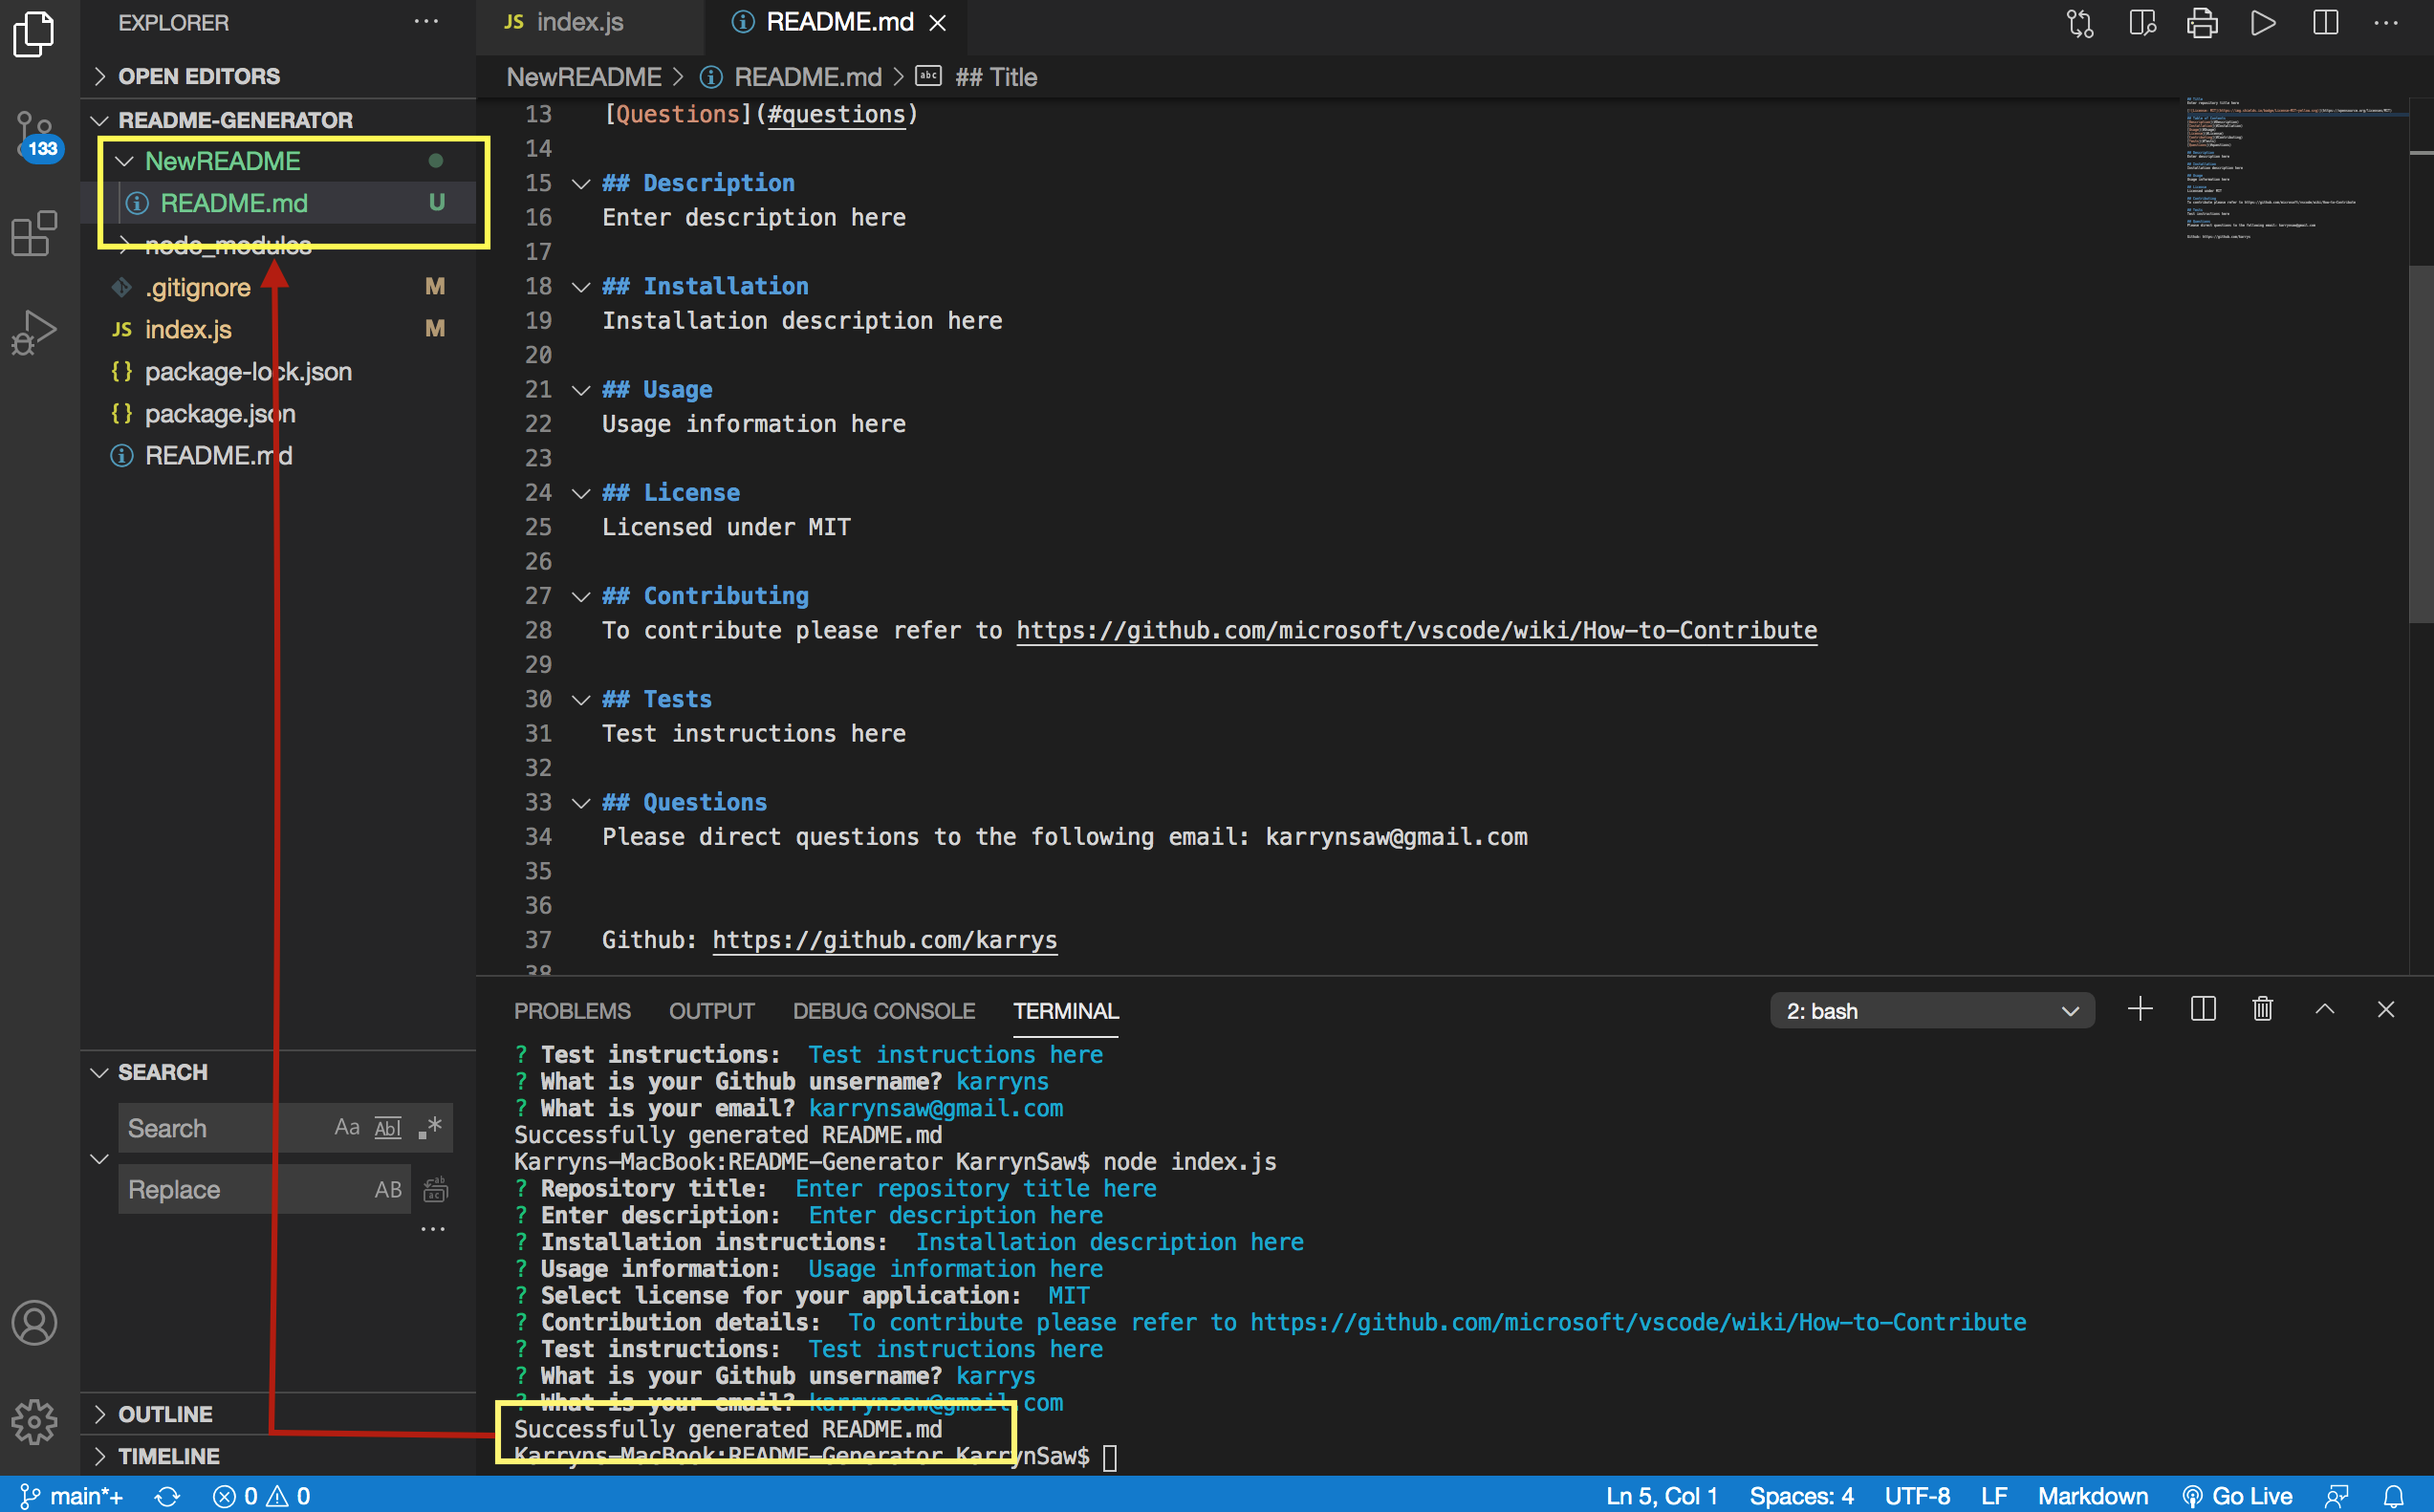 EXPLORER
JS index.js
README.md
OPEN EDITORS
NewREADME > README.md > abc ## Title
README-GENERATOR
133
NewREADME
README.md U
node_modules
.gitignore M
JS index.js M
{} package-lock.json
{} package.json
README.md
13 [Questions](#questions)
14
15 ## Description
16 Enter description here
17
18 ## Installation
19 Installation description here
20
21 ## Usage
22 Usage information here
23
24 ## License
25 Licensed under MIT
26
27 ## Contributing
28 To contribute please refer to https://github.com/microsoft/vscode/wiki/How-to-Contribute
29
30 ## Tests
31 Test instructions here
32
33 ## Questions
34 Please direct questions to the following email: karrynsaw@gmail.com
35
36
37 Github: https://github.com/karrys
38
SEARCH
Search Aa Abl .*
Replace AB
OUTLINE
TIMELINE
PROBLEMS OUTPUT DEBUG CONSOLE TERMINAL
2: bash
? Test instructions: Test instructions here
? What is your Github unsername? karryns
? What is your email? karrynsaw@gmail.com
Successfully generated README.md
Karryns-MacBook:README-Generator KarrynSaw$ node index.js
? Repository title: Enter repository title here
? Enter description: Enter description here
? Installation instructions: Installation description here
? Usage information: Usage information here
? Select license for your application: MIT
? Contribution details: To contribute please refer to https://github.com/microsoft/vscode/wiki/How-to-Contribute
? Test instructions: Test instructions here
? What is your Github unsername? karrys
? What is your email? karrynsaw@gmail.com
Successfully generated README.md
Karryns-MacBook:README-Generator KarrynSaw$
main*+ 0 0
Ln 5, Col 1 Spaces: 4 UTF-8 LF Markdown Go Live